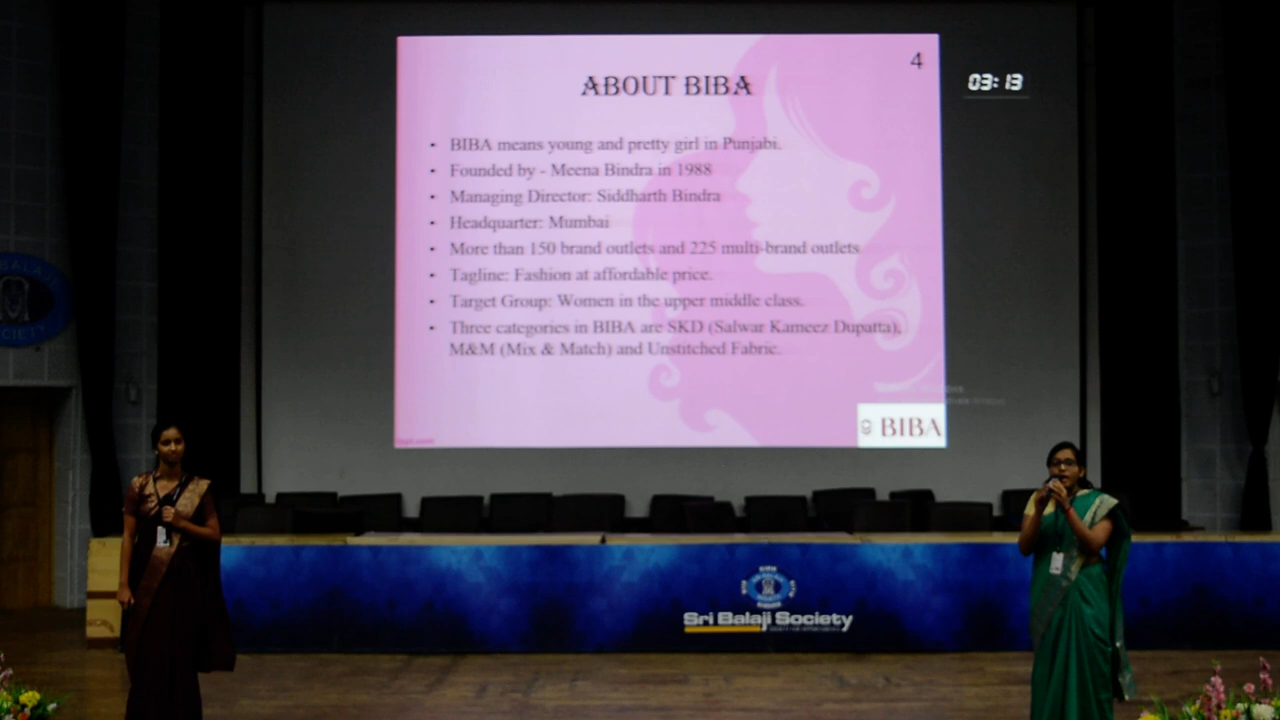 4
ABOUT BIBA
03:13
• BIBA means young and pretty girl in Punjabi.
• Founded by - Meena Bindra in 1988
• Managing Director: Siddharth Bindra
• Headquarter: Mumbai
• More than 150 brand outlets and 225 multi-brand outlets
• Tagline: Fashion at affordable price.
• Target Group: Women in the upper middle class.
• Three categories in BIBA are SKD (Salwar Kameez Dupatta),
M&M (Mix & Match) and Unstitched Fabric.
BIBA
Sri Balaji Society